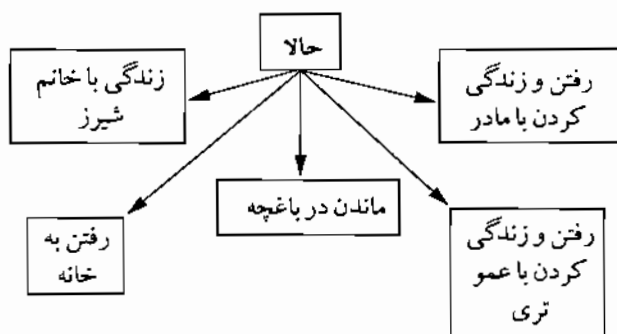 حالا
رفتن و زندگی
کردن با مادر
زندگی با خانم
شیرز
رفتن و زندگی
کردن با عمو
تری
ماندن در باغچه
رفتن به
خانه